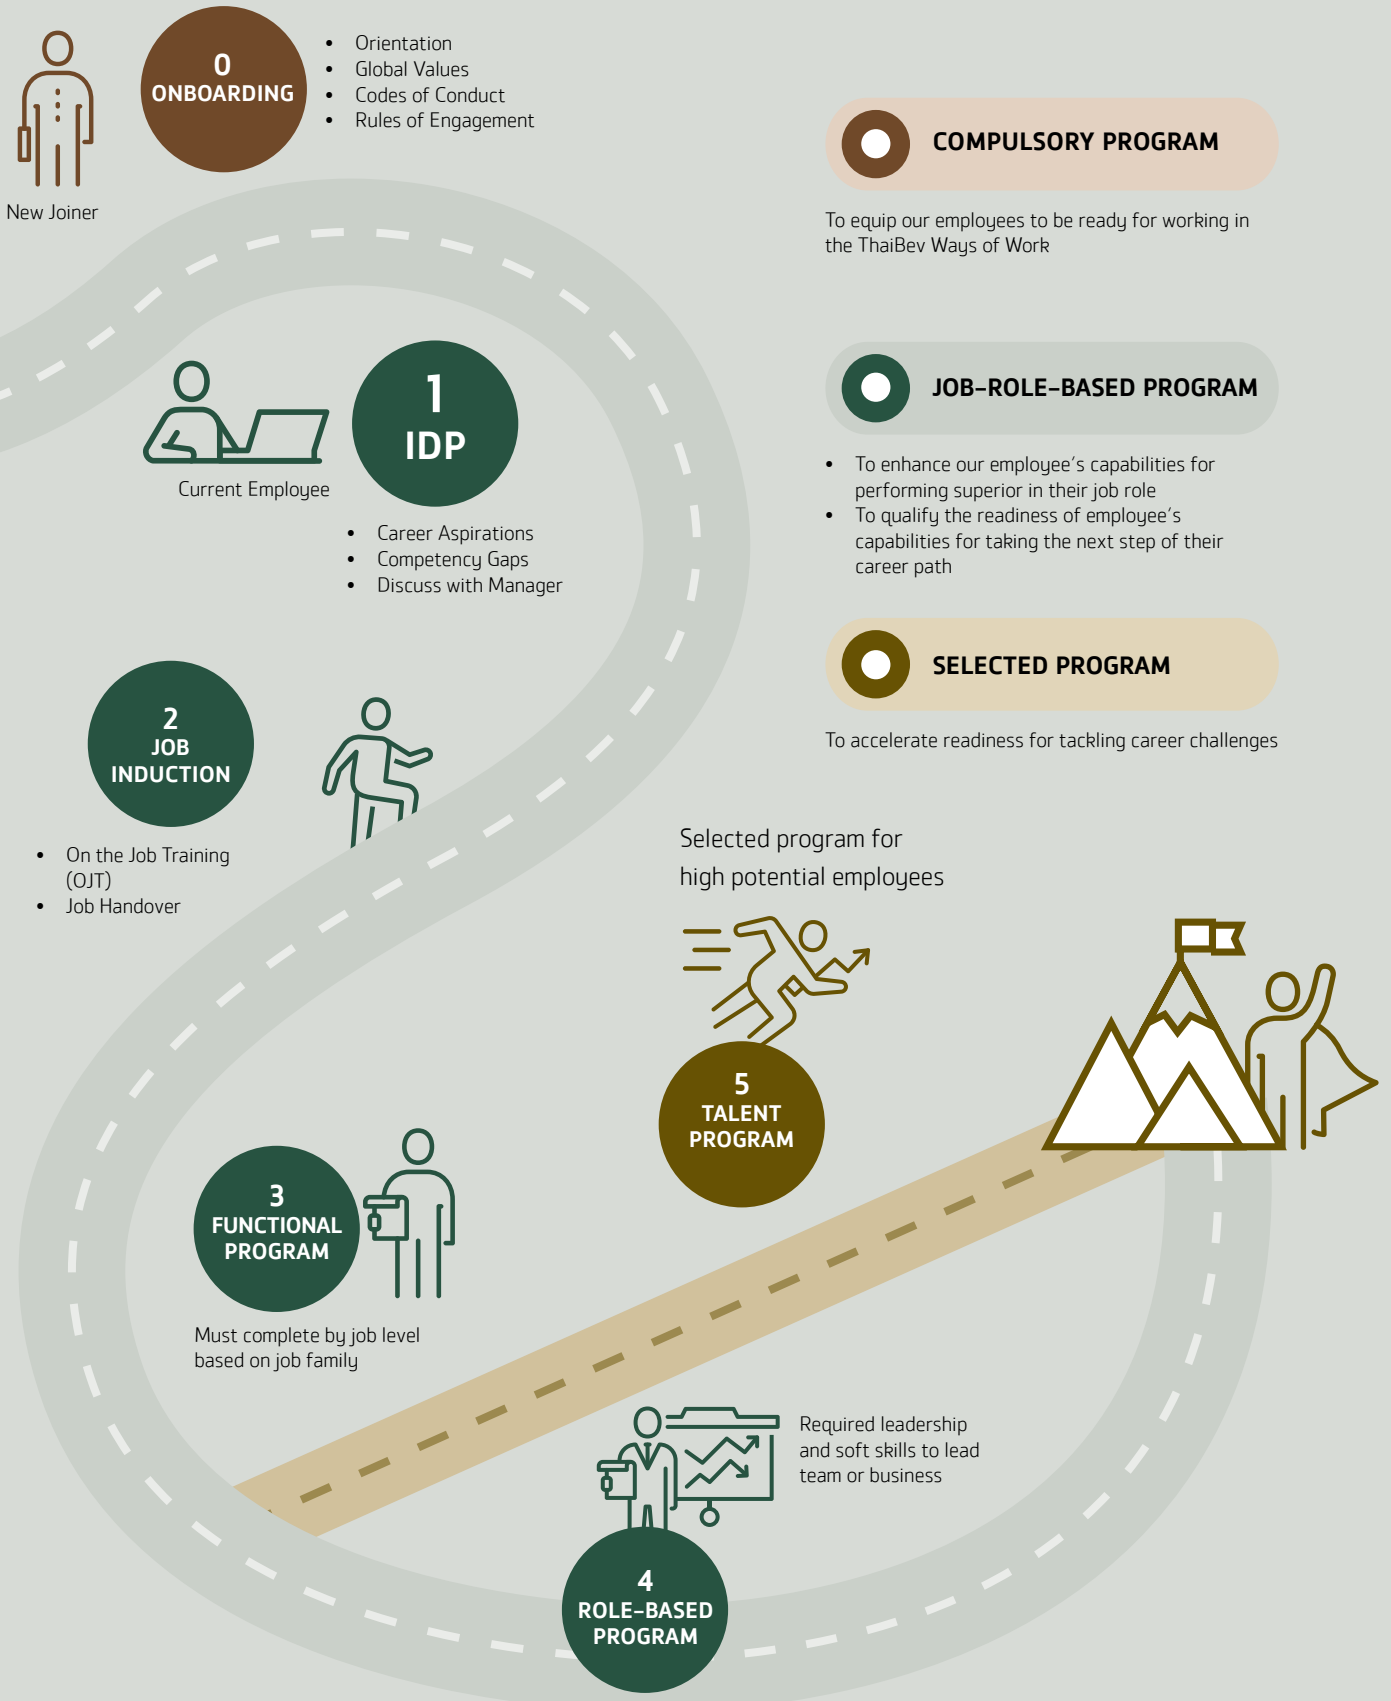 0
ONBOARDING
• Orientation
• Global Values
• Codes of Conduct
• Rules of Engagement
New Joiner
COMPULSORY PROGRAM
To equip our employees to be ready for working in
the ThaiBev Ways of Work
1
IDP
Current Employee
• Career Aspirations
• Competency Gaps
• Discuss with Manager
JOB-ROLE-BASED PROGRAM
• To enhance our employee's capabilities for
performing superior in their job role
• To qualify the readiness of employee's
capabilities for taking the next step of their
career path
SELECTED PROGRAM
To accelerate readiness for tackling career challenges
2
JOB
INDUCTION
• On the Job Training
(OJT)
• Job Handover
Selected program for
high potential employees
5
TALENT
PROGRAM
3
FUNCTIONAL
PROGRAM
Must complete by job level
based on job family
Required leadership
and soft skills to lead
team or business
4
ROLE-BASED
PROGRAM